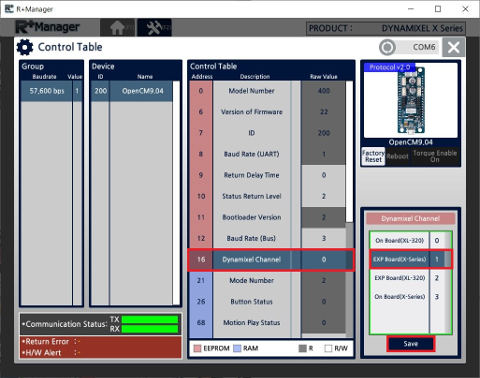 R+Manager
R+Manager
PRODUCT : DYNAMIXEL X Series
Control Table
COM6
Group
Baudrate Value
57,600 bps 1
Device
ID Name
200 OpenCM9.04
Control Table
Address Description Raw Value
0 Model Number 400
6 Version of Firmware 22
7 ID 200
8 Baud Rate (UART) 1
9 Return Delay Time 0
10 Status Return Level 2
11 Bootloader Version 2
12 Baud Rate (Bus) 3
16 Dynamixel Channel 0
21 Mode Number 2
26 Button Status 0
68 Motion Play Status 0
EEPROM RAM R R/W
Protocol v2.0
OpenCM9.04
Factory Reset Reboot Torque Enable On
Dynamixel Channel
On Board(XL-320) 0
EXP Board(X-Series) 1
EXP Board(X-Series) 2
On Board(X-Series) 3
Save
*Communication Status: TX
RX
*Return Error : -
*H/W Alert : -